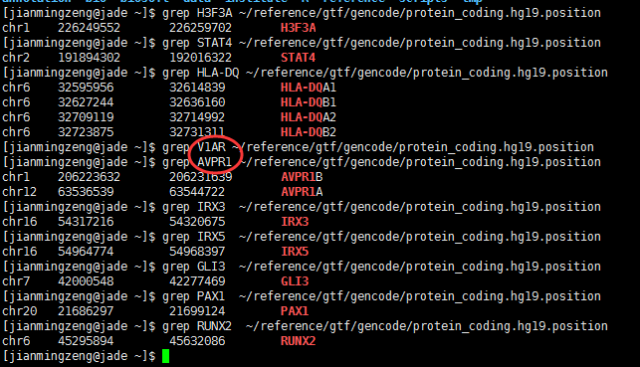 [jianmingzeng@jade ~]$ grep H3F3A ~/reference/gtf/gencode/protein_coding.hg19.position
chr1 226249552 226259702 H3F3A
[jianmingzeng@jade ~]$ grep STAT4 ~/reference/gtf/gencode/protein_coding.hg19.position
chr2 191894302 192016322 STAT4
[jianmingzeng@jade ~]$ grep HLA-DQ ~/reference/gtf/gencode/protein_coding.hg19.position
chr6 32595956 32614839 HLA-DQA1
chr6 32627244 32636160 HLA-DQB1
chr6 32709119 32714992 HLA-DQA2
chr6 32723875 32731311 HLA-DQB2
[jianmingzeng@jade ~]$ grep V1AR ~/reference/gtf/gencode/protein_coding.hg19.position
[jianmingzeng@jade ~]$ grep AVPR1 ~/reference/gtf/gencode/protein_coding.hg19.position
chr1 206223632 206231639 AVPR1B
chr12 63536539 63544722 AVPR1A
[jianmingzeng@jade ~]$ grep IRX3 ~/reference/gtf/gencode/protein_coding.hg19.position
chr16 54317216 54320675 IRX3
[jianmingzeng@jade ~]$ grep IRX5 ~/reference/gtf/gencode/protein_coding.hg19.position
chr16 54964774 54968397 IRX5
[jianmingzeng@jade ~]$ grep GLI3 ~/reference/gtf/gencode/protein_coding.hg19.position
chr7 42000548 42277469 GLI3
[jianmingzeng@jade ~]$ grep PAX1 ~/reference/gtf/gencode/protein_coding.hg19.position
chr20 21686297 21699124 PAX1
[jianmingzeng@jade ~]$ grep RUNX2 ~/reference/gtf/gencode/protein_coding.hg19.position
chr6 45295894 45632086 RUNX2
[jianmingzeng@jade ~]$